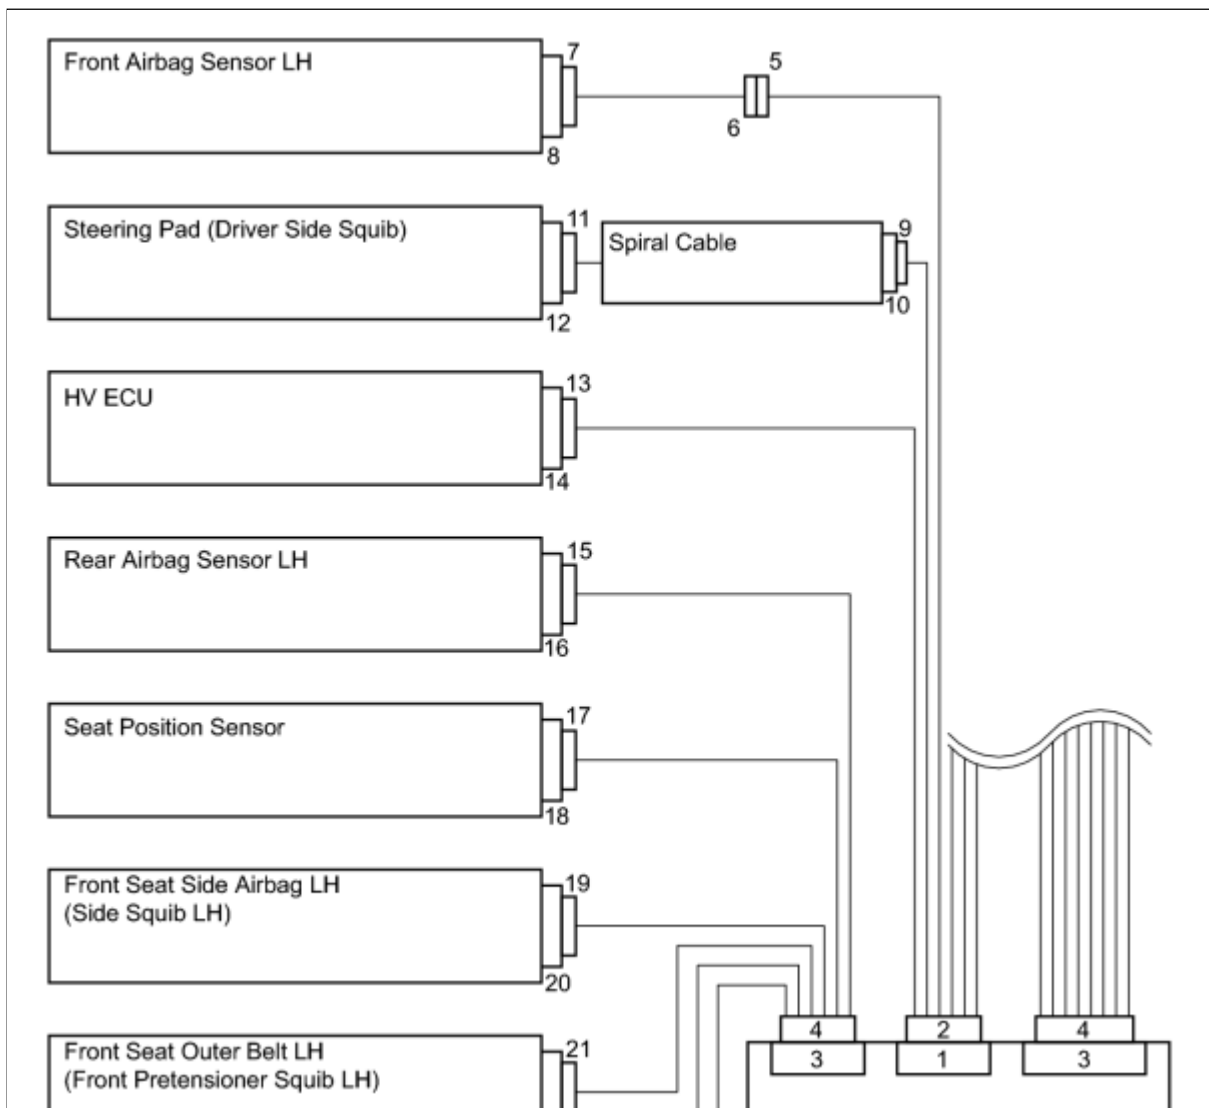 Front Airbag Sensor LH
7
8
5
6
Steering Pad (Driver Side Squib)
11
12
Spiral Cable
9
10
HV ECU
13
14
Rear Airbag Sensor LH
15
16
Seat Position Sensor
17
18
Front Seat Side Airbag LH
(Side Squib LH)
19
20
Front Seat Outer Belt LH
(Front Pretensioner Squib LH)
21
4
2
4
3
1
3